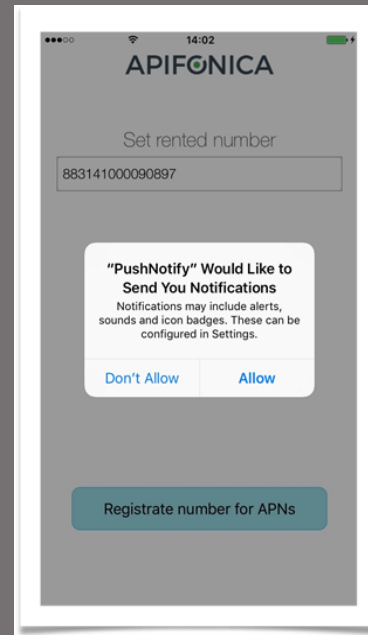 14:02
APIFONICA
Set rented number
883141000090897
"PushNotify" Would Like to
Send You Notifications
Notifications may include alerts,
sounds and icon badges. These can be
configured in Settings.
Don't Allow Allow
Registrate number for APNs